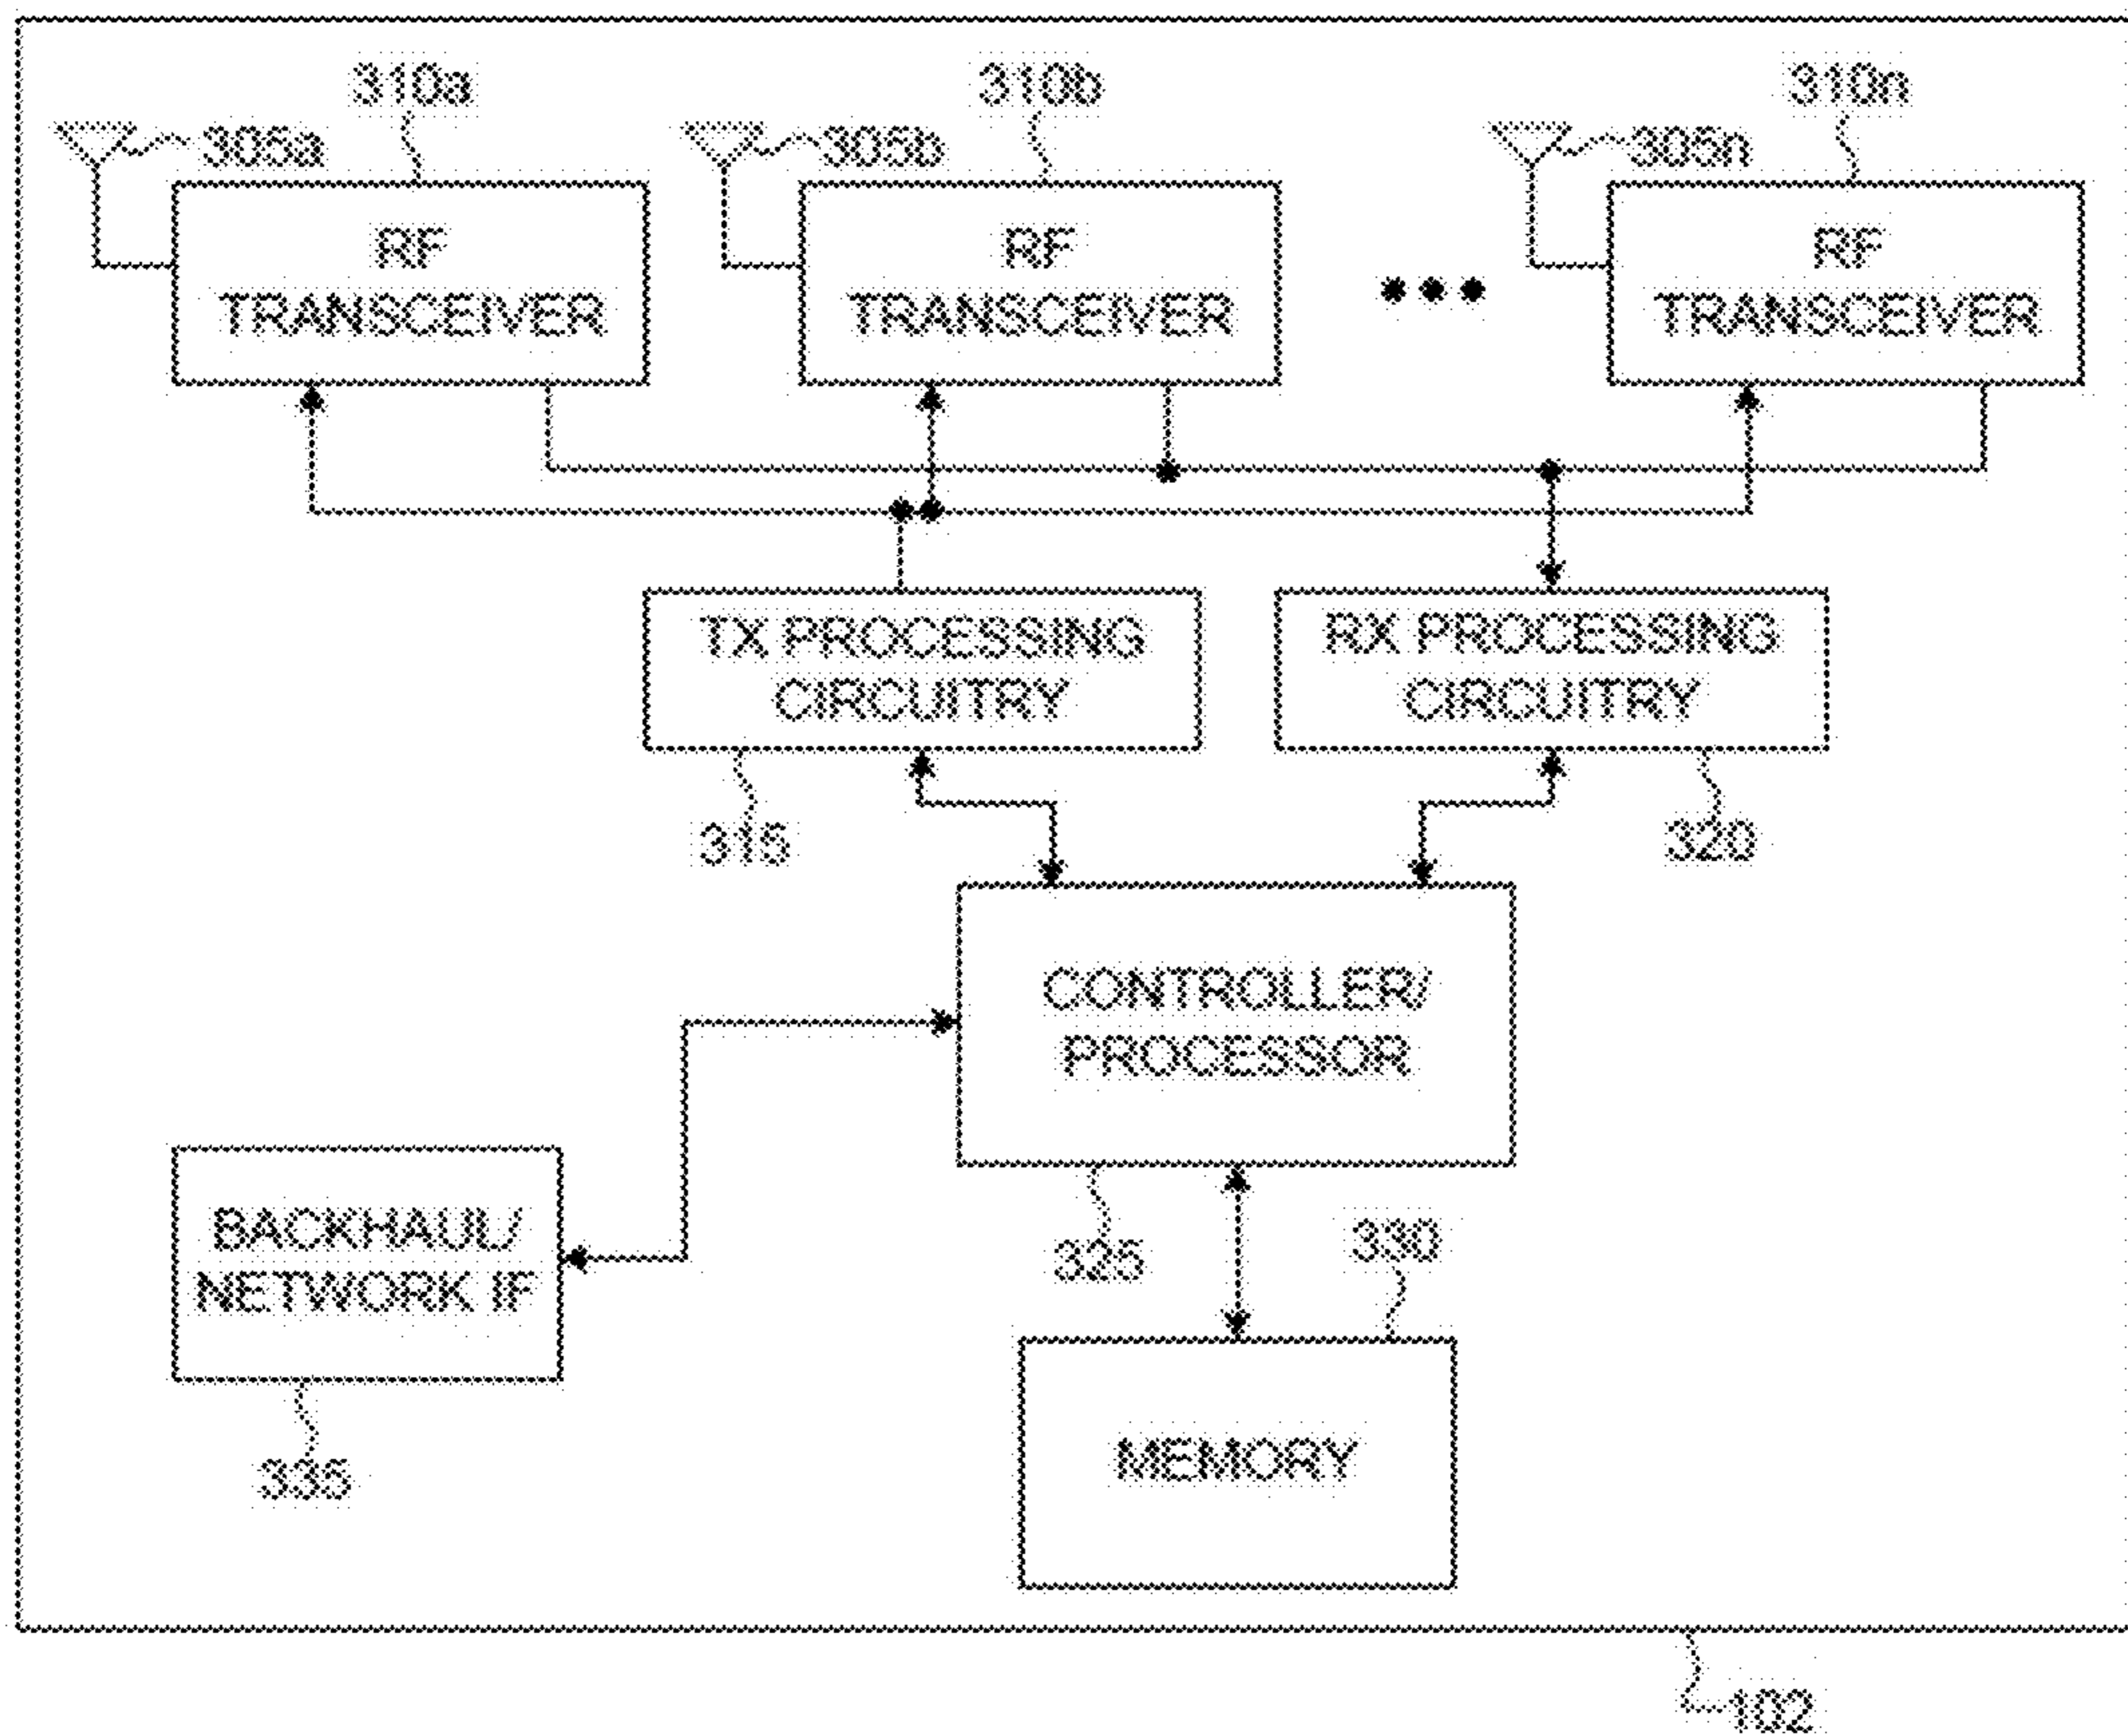 310a
310b
310n
305a
305b
305n
RF
TRANSCEIVER
RF
TRANSCEIVER
RF
TRANSCEIVER
TX PROCESSING
CIRCUITRY
RX PROCESSING
CIRCUITRY
315
320
CONTROLLER/
PROCESSOR
BACKHAUL/
NETWORK IF
325
330
335
MEMORY
102